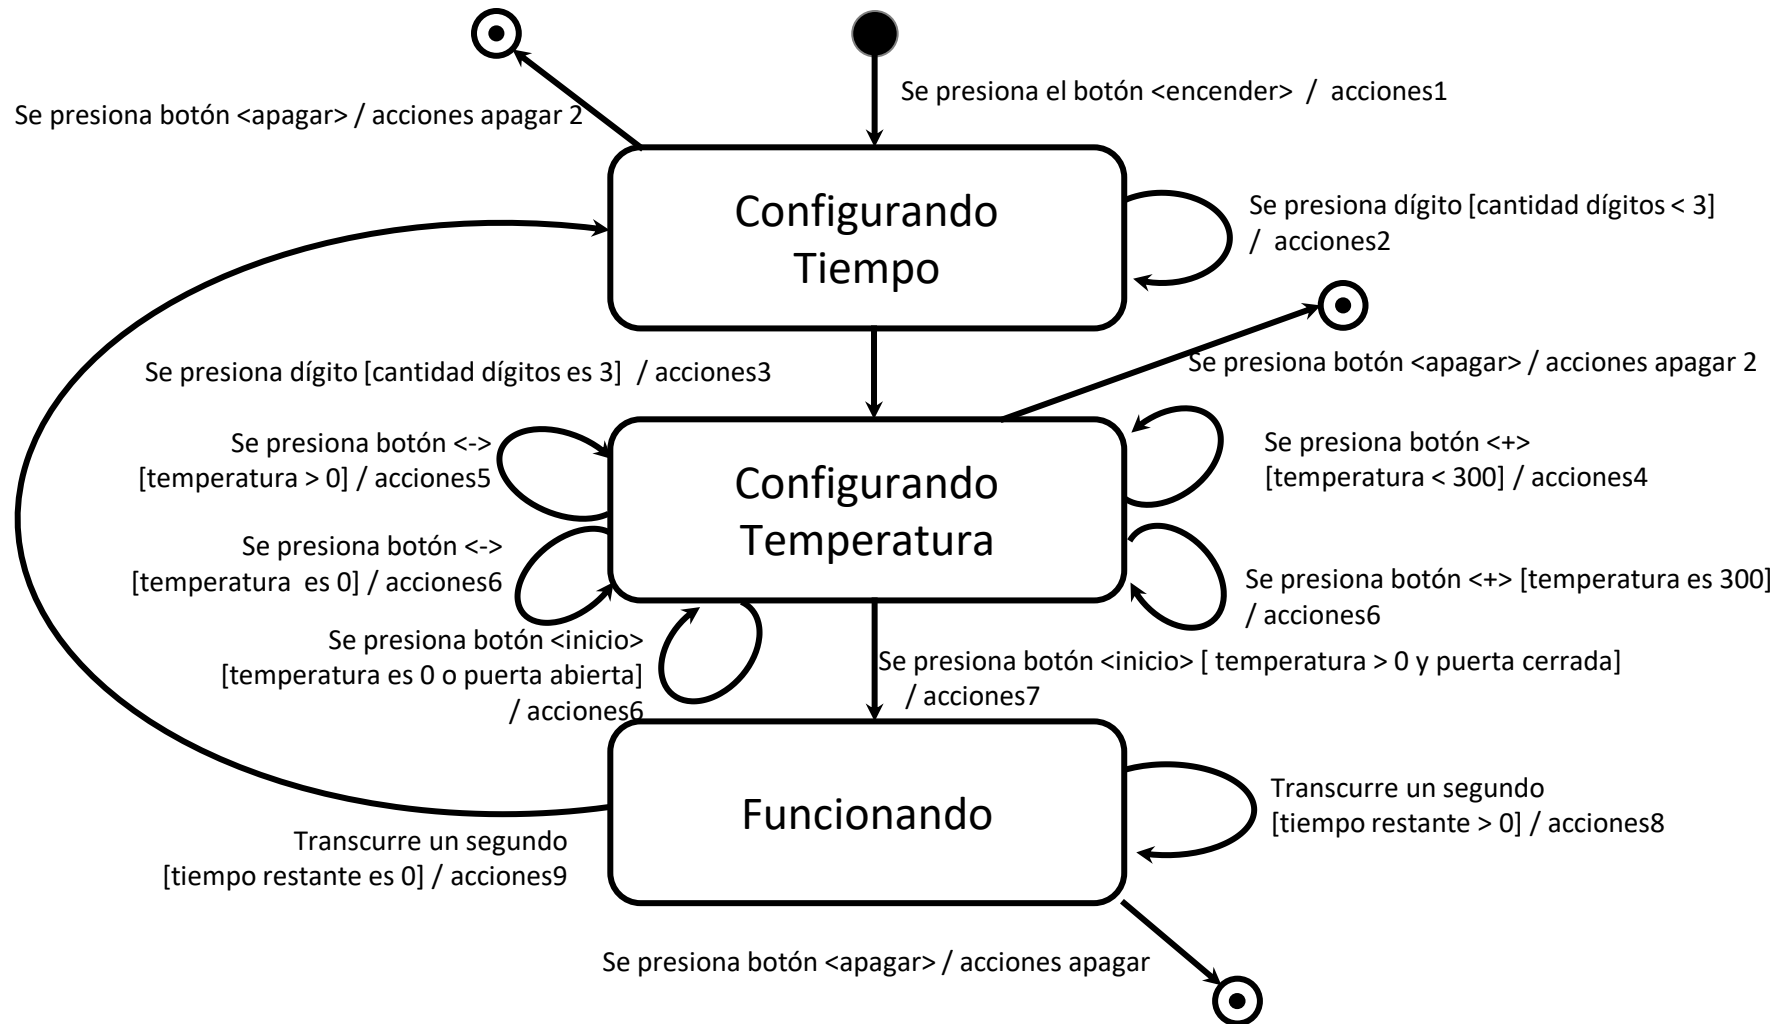 Se presiona el botón <encender> / acciones1
Se presiona botón <apagar> / acciones apagar 2
Configurando
Tiempo
Se presiona dígito [cantidad dígitos < 3]
/ acciones2
Se presiona dígito [cantidad dígitos es 3] / acciones3
Se presiona botón <apagar> / acciones apagar 2
Se presiona botón <->
[temperatura > 0] / acciones5
Configurando
Temperatura
Se presiona botón <+>
[temperatura < 300] / acciones4
Se presiona botón <->
[temperatura es 0] / acciones6
Se presiona botón <+> [temperatura es 300]
/ acciones6
Se presiona botón <inicio>
[temperatura es 0 o puerta abierta]
/ acciones6
Se presiona botón <inicio> [ temperatura > 0 y puerta cerrada]
/ acciones7
Funcionando
Transcurre un segundo
[tiempo restante > 0] / acciones8
Transcurre un segundo
[tiempo restante es 0] / acciones9
Se presiona botón <apagar> / acciones apagar